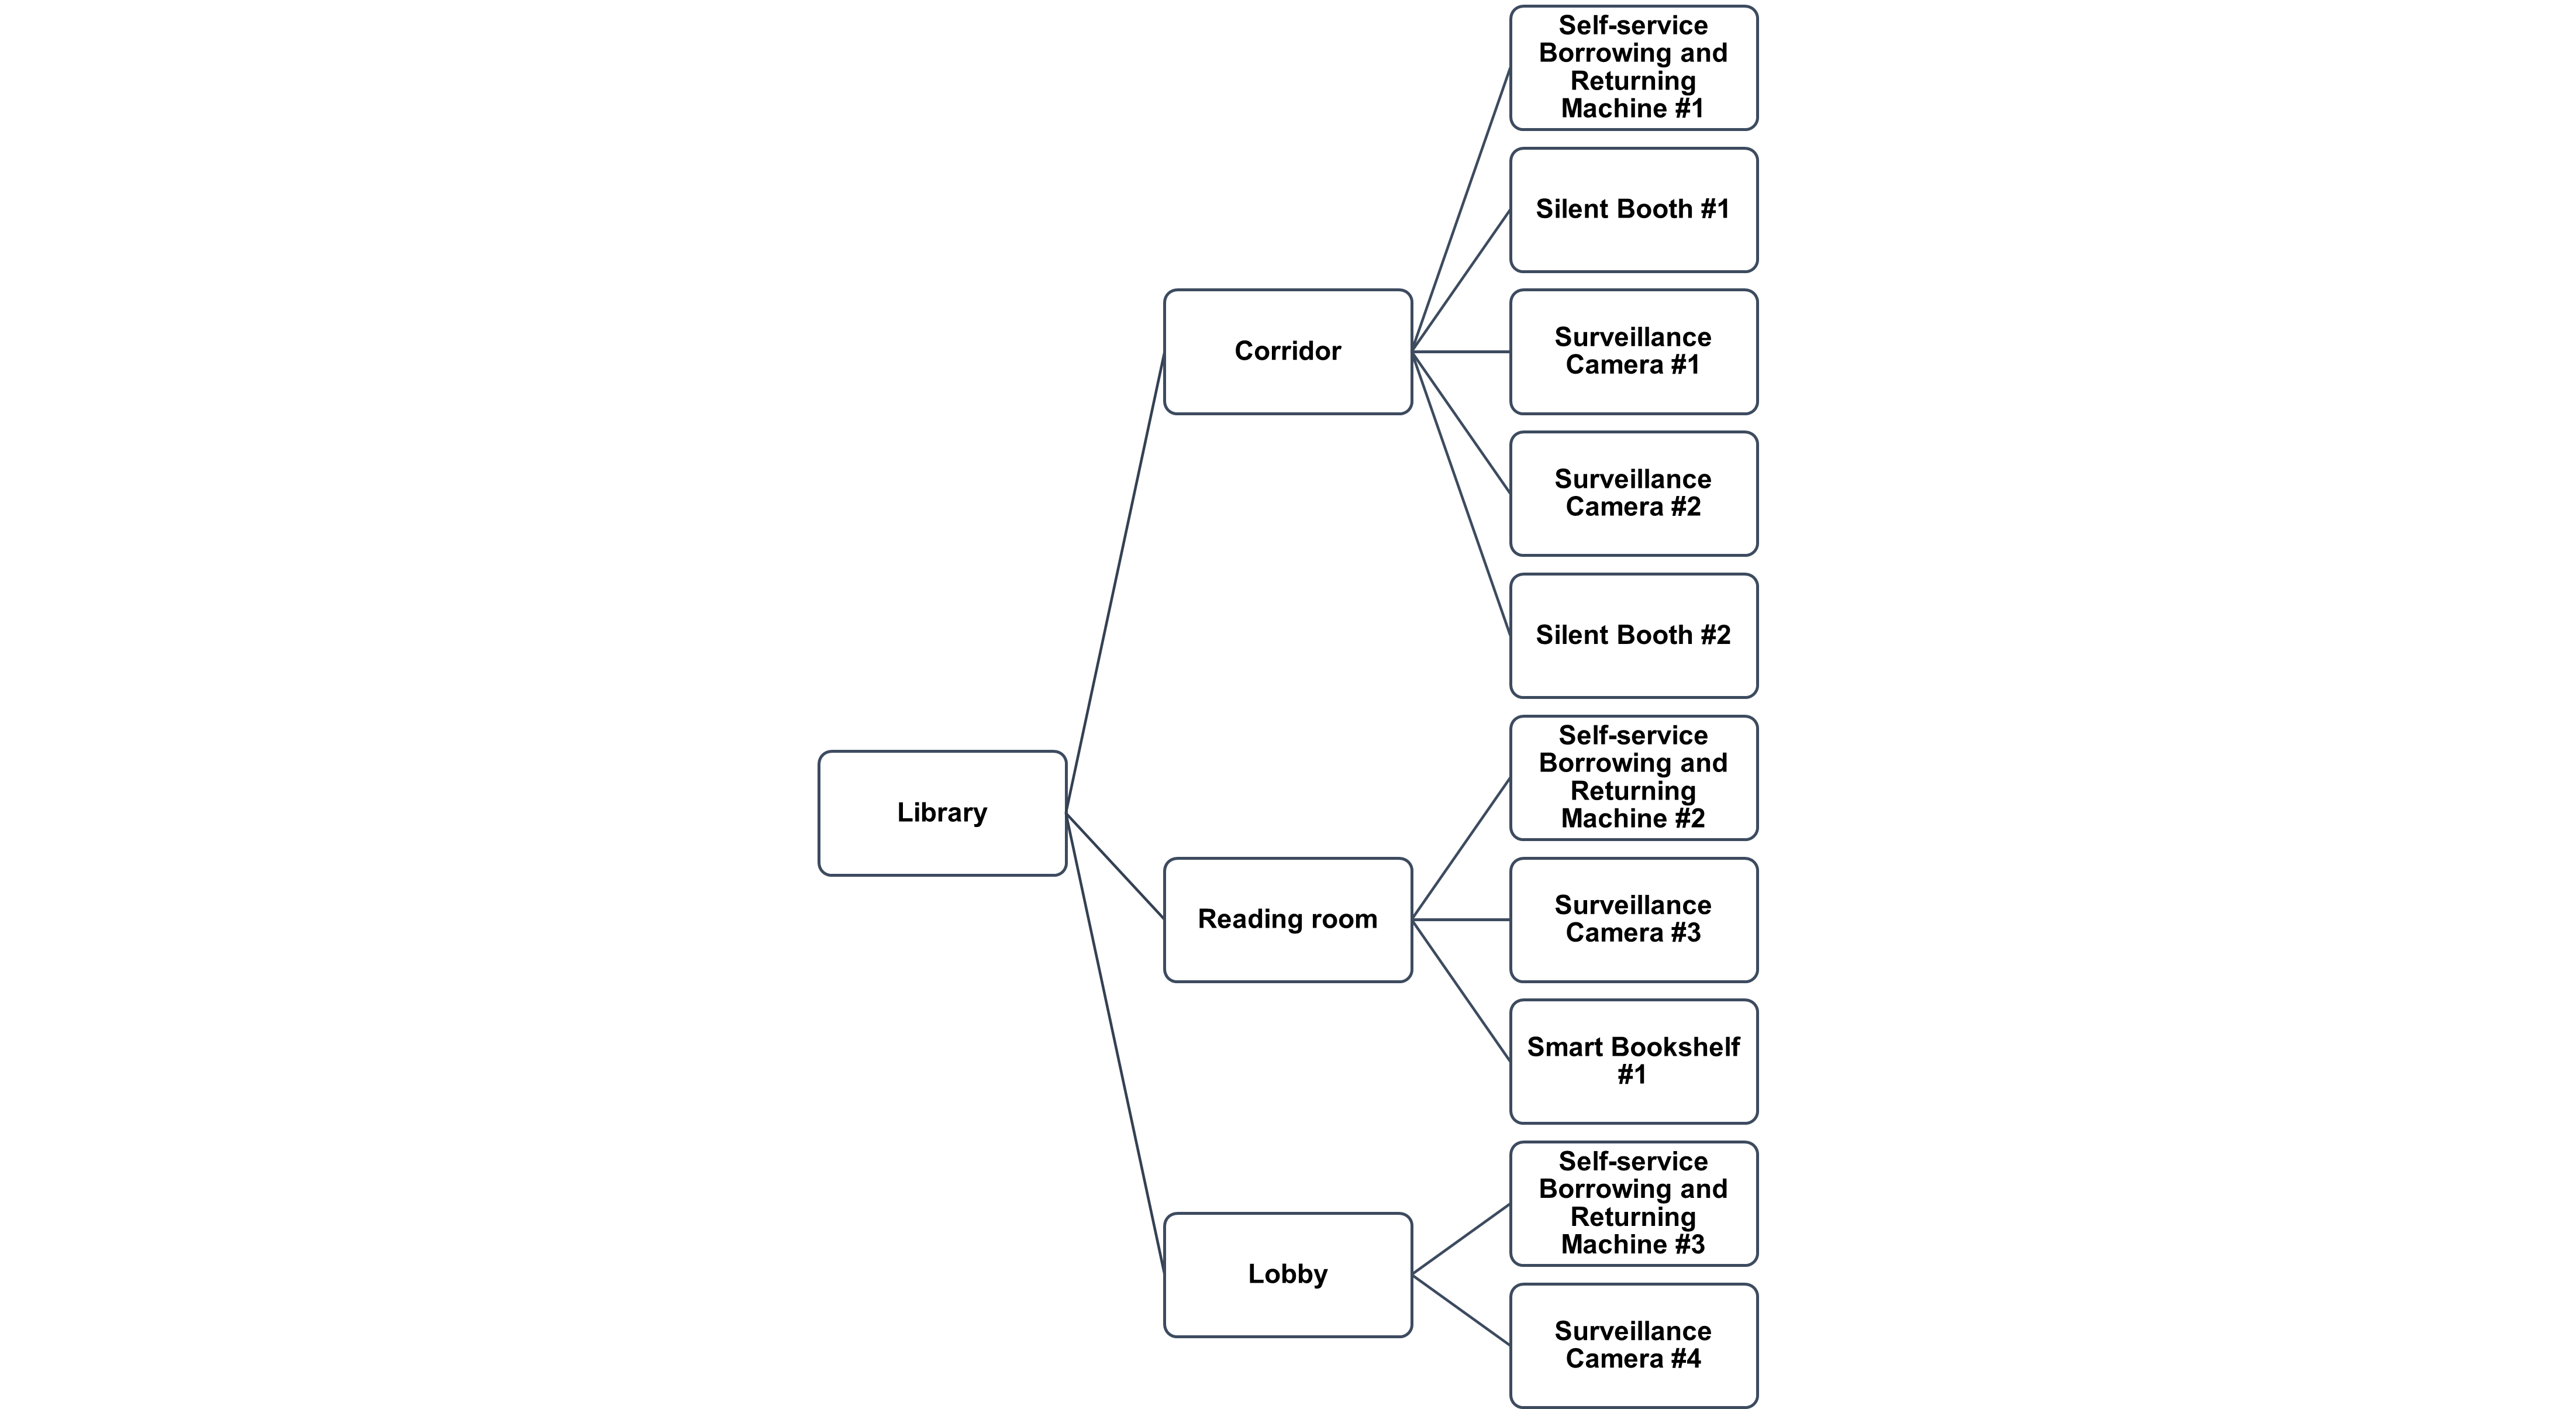 Library
Corridor
Self-service
Borrowing and
Returning
Machine #1
Silent Booth #1
Surveillance
Camera #1
Surveillance
Camera #2
Silent Booth #2
Reading room
Self-service
Borrowing and
Returning
Machine #2
Surveillance
Camera #3
Smart Bookshelf
#1
Lobby
Self-service
Borrowing and
Returning
Machine #3
Surveillance
Camera #4